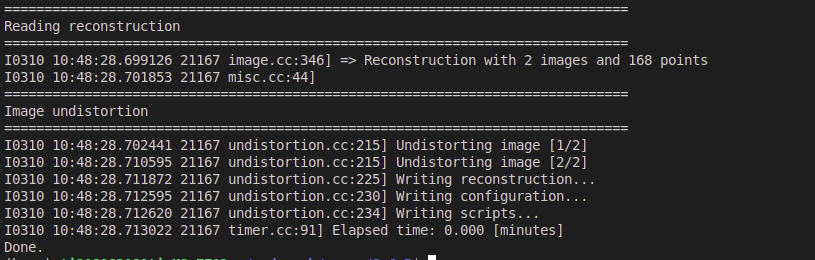 ==============================================================================
Reading reconstruction
==============================================================================
I0310 10:48:28.699126 21167 image.cc:346] => Reconstruction with 2 images and 168 points
I0310 10:48:28.701853 21167 misc.cc:44]
==============================================================================
Image undistortion
==============================================================================
I0310 10:48:28.702441 21167 undistortion.cc:215] Undistorting image [1/2]
I0310 10:48:28.710595 21167 undistortion.cc:215] Undistorting image [2/2]
I0310 10:48:28.711872 21167 undistortion.cc:225] Writing reconstruction...
I0310 10:48:28.712595 21167 undistortion.cc:230] Writing configuration...
I0310 10:48:28.712620 21167 undistortion.cc:234] Writing scripts...
I0310 10:48:28.713022 21167 timer.cc:91] Elapsed time: 0.000 [minutes]
Done.